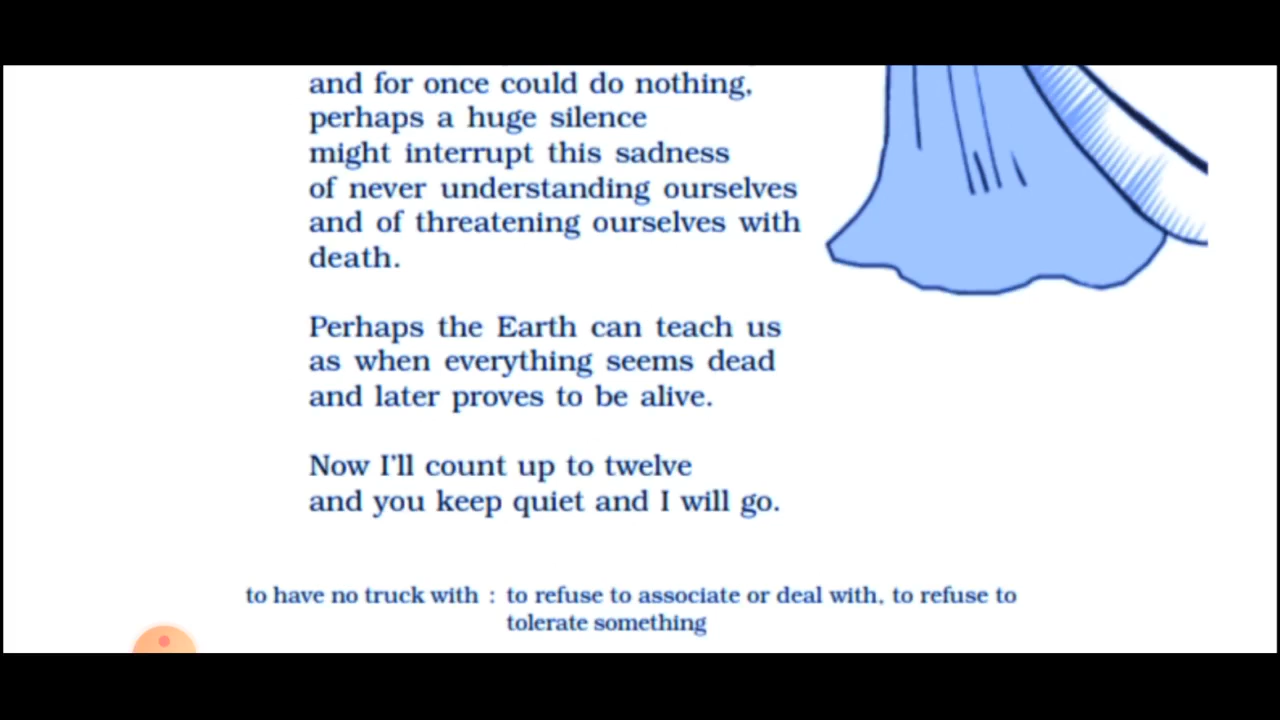 and for once could do nothing,
perhaps a huge silence
might interrupt this sadness
of never understanding ourselves
and of threatening ourselves with
death.
Perhaps the Earth can teach us
as when everything seems dead
and later proves to be alive.
Now I'll count up to twelve
and you keep quiet and I will go.
to have no truck with : to refuse to associate or deal with, to refuse to
tolerate something